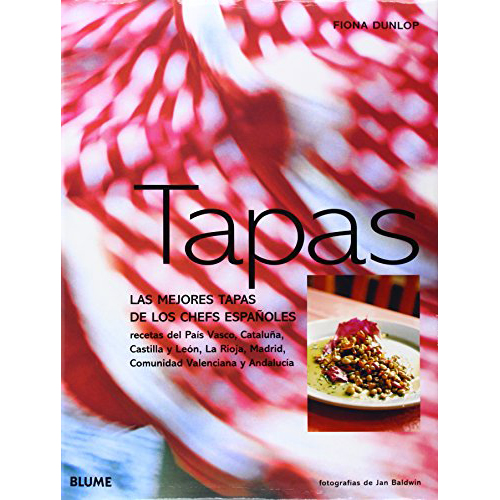 FIONA DUNLOP
Tapas
LAS MEJORES TAPAS
DE LOS CHEFS ESPAÑOLES
recetas del País Vasco, Cataluña,
Castilla y León, La Rioja, Madrid,
Comunidad Valenciana y Andalucía
BLUME
fotografías de Jan Baldwin